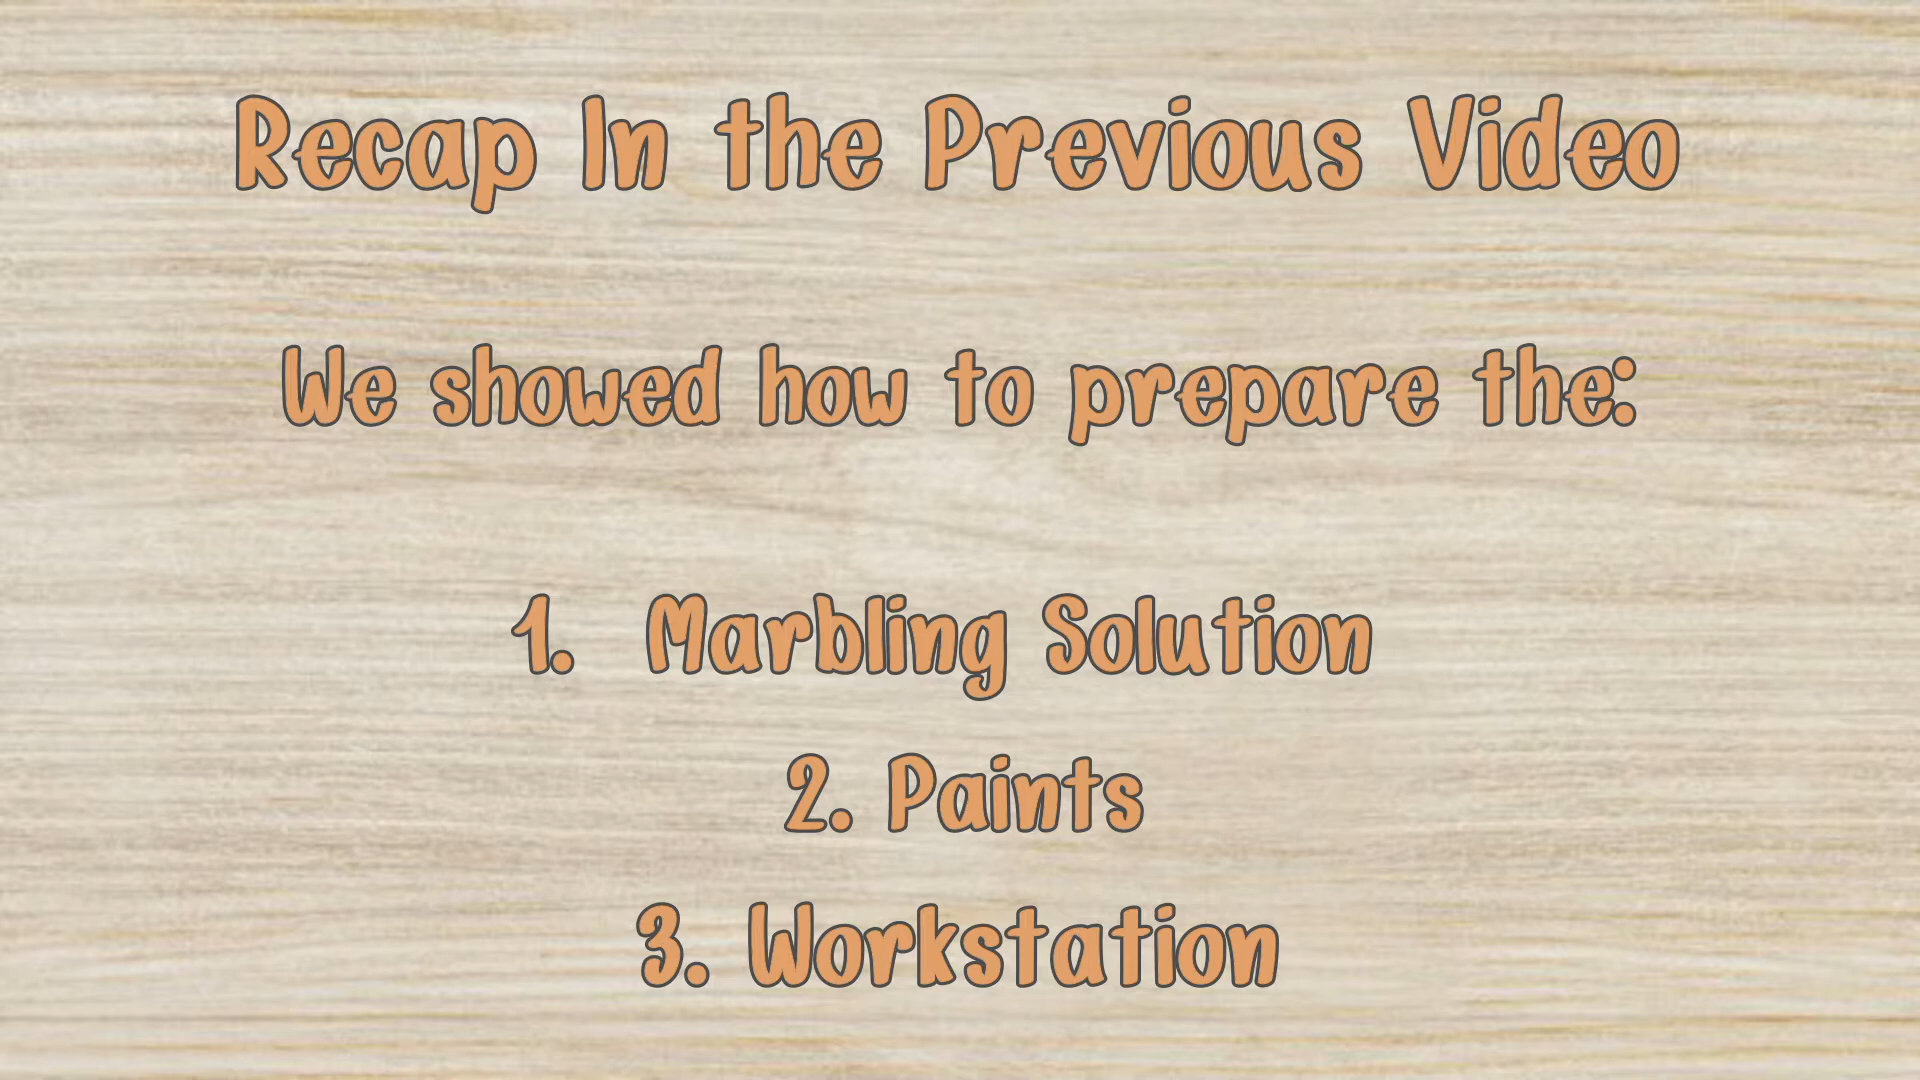 Recap In the Previous Video
We showed how to prepare the:
1. Marbling Solution
2. Paints
3. Workstation